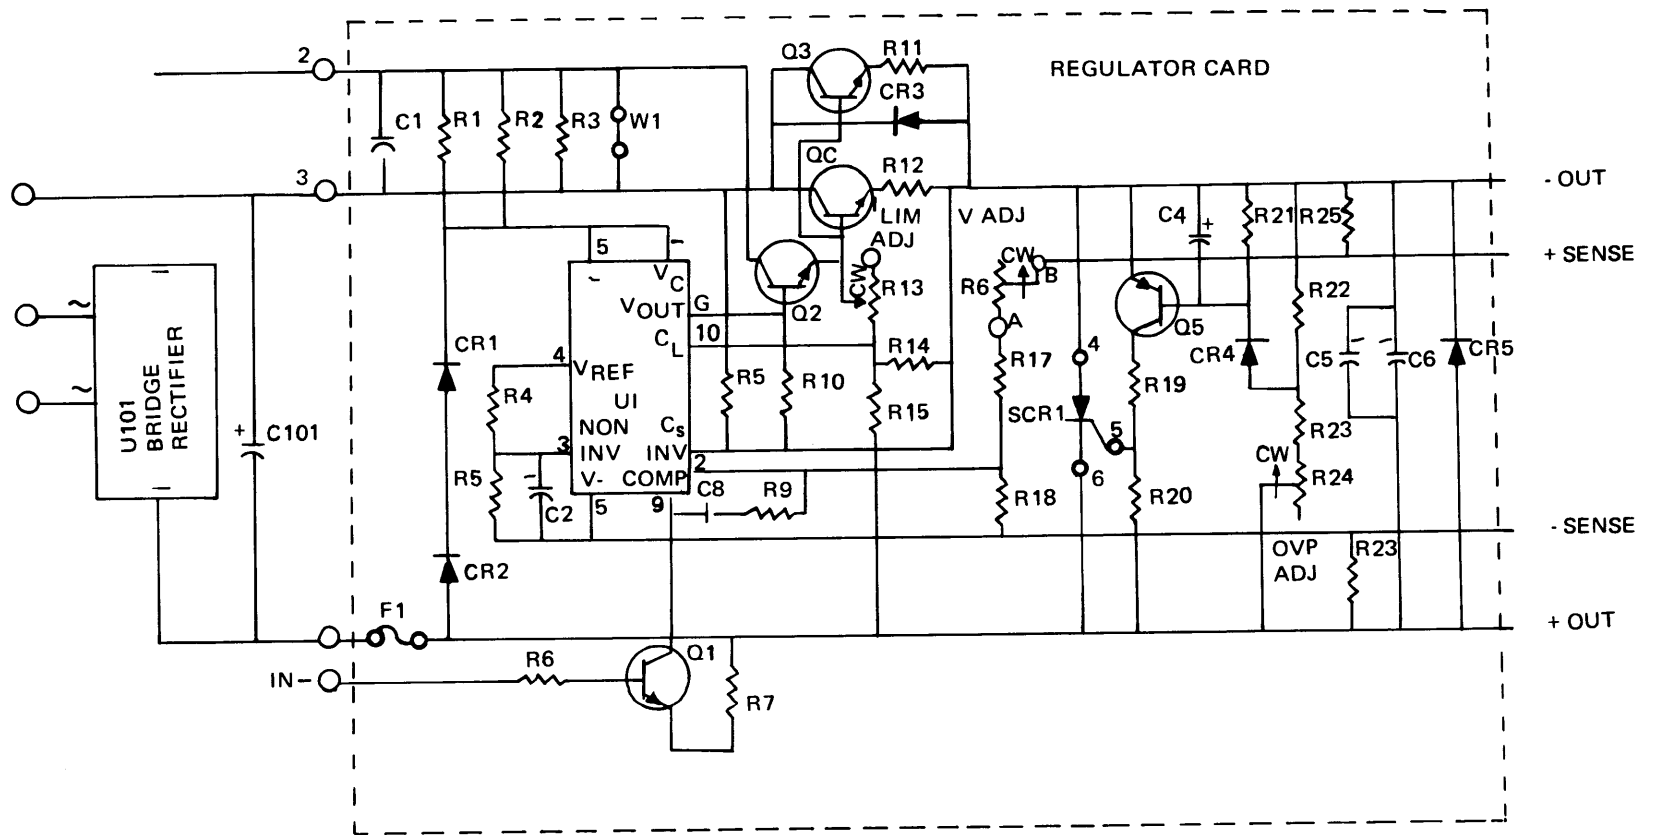 REGULATOR CARD
2
C1
R1
R2
R3
W1
Q3
R11
CR3
QC
R12
3
LIM
ADJ
V ADJ
C4
+
R21
R25
- OUT
+ SENSE
5
-
-
V C
VOUT
G
CL
10
Q2
CW
R13
R14
R15
R6
CW
B
A
R17
4
SCR1
5
6
Q5
R19
R20
CR4
R22
R23
CW
R24
C5
C6
CR5
~
~
U101
BRIDGE
RECTIFIER
+
C101
CR1
4
VREF
UI
NON
INV
3
R4
R5
C2
V-
5
Cs
INV
2
COMP
9
R5
R10
C8
R9
R18
OVP
ADJ
R23
- SENSE
CR2
F1
+ OUT
IN-
R6
Q1
R7